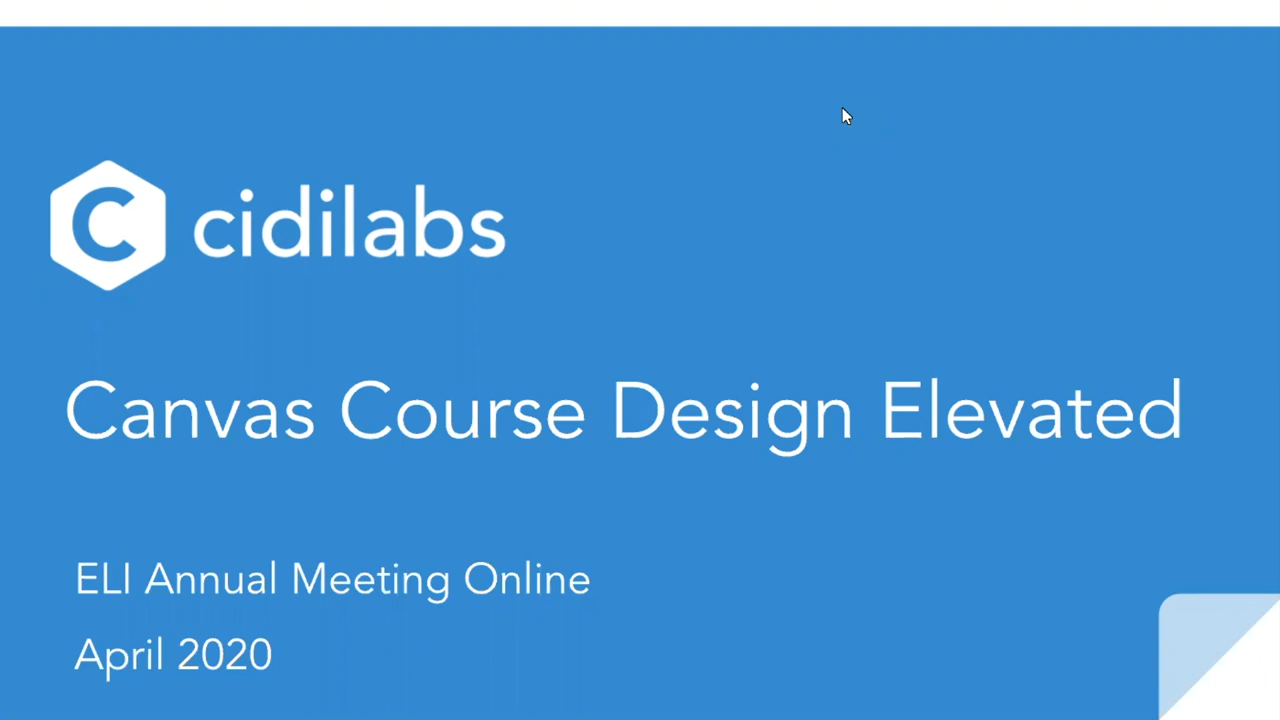 C cidilabs
Canvas Course Design Elevated
ELI Annual Meeting Online
April 2020